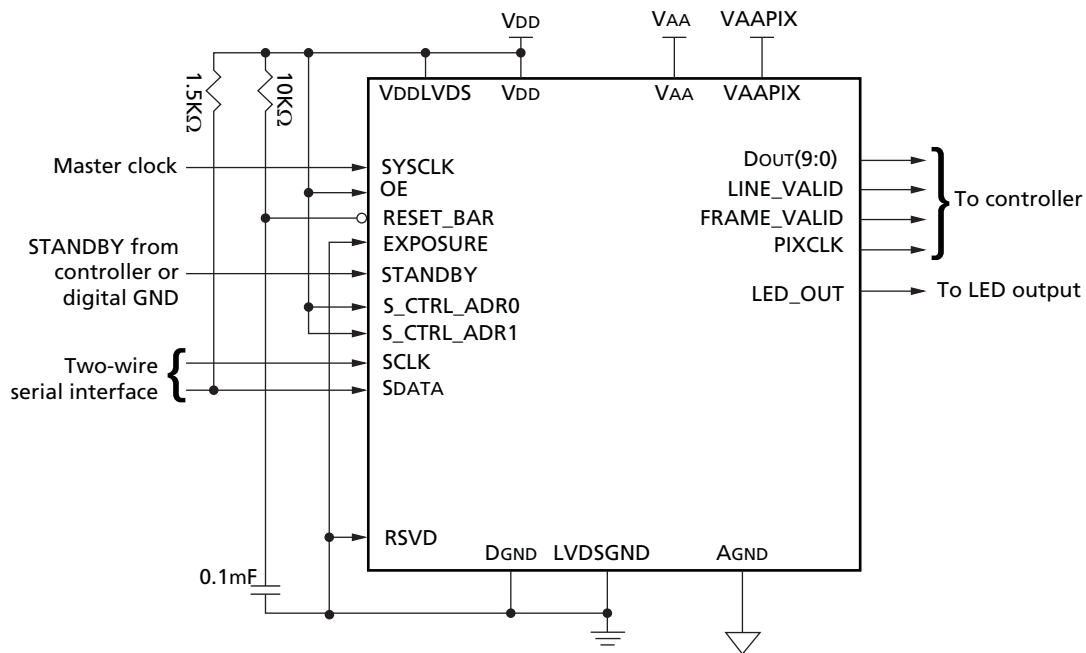 VDD
VAA
VAAPIX
1.5KΩ
10KΩ
VDDLVDS
VDD
VAA
VAAPIX
Master clock
SYSCLK
OE
RESET_BAR
EXPOSURE
STANDBY from
controller or
digital GND
STANDBY
S_CTRL_ADR0
S_CTRL_ADR1
Two-wire
serial interface
{
SCLK
SDATA
DOUT(9:0)
LINE_VALID
FRAME_VALID
PIXCLK
}
To controller
LED_OUT
To LED output
RSVD
DGND
LVDSGND
AGND
0.1mF